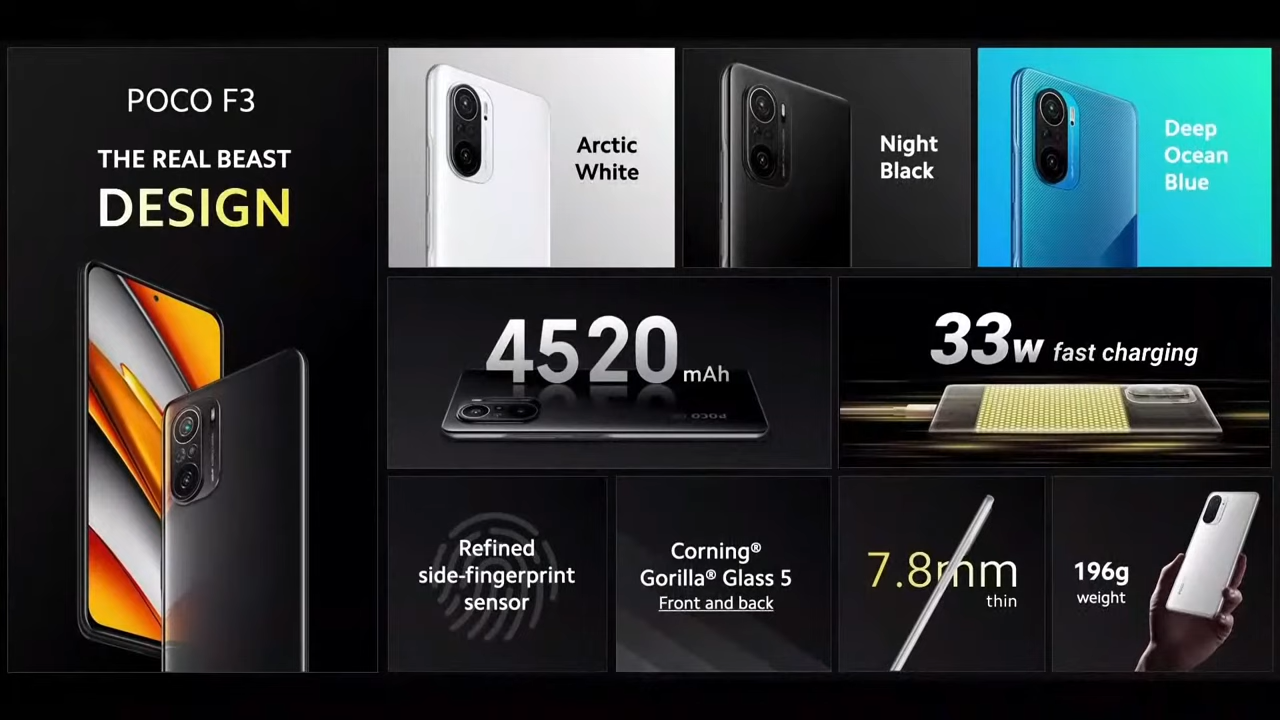 POCO F3
THE REAL BEAST
DESIGN
Arctic
White
Night
Black
Deep
Ocean
Blue
4520 mAh
POCO
33w fast charging
Refined
side-fingerprint
sensor
Corning®
Gorilla® Glass 5
Front and back
7.8mm
thin
196g
weight